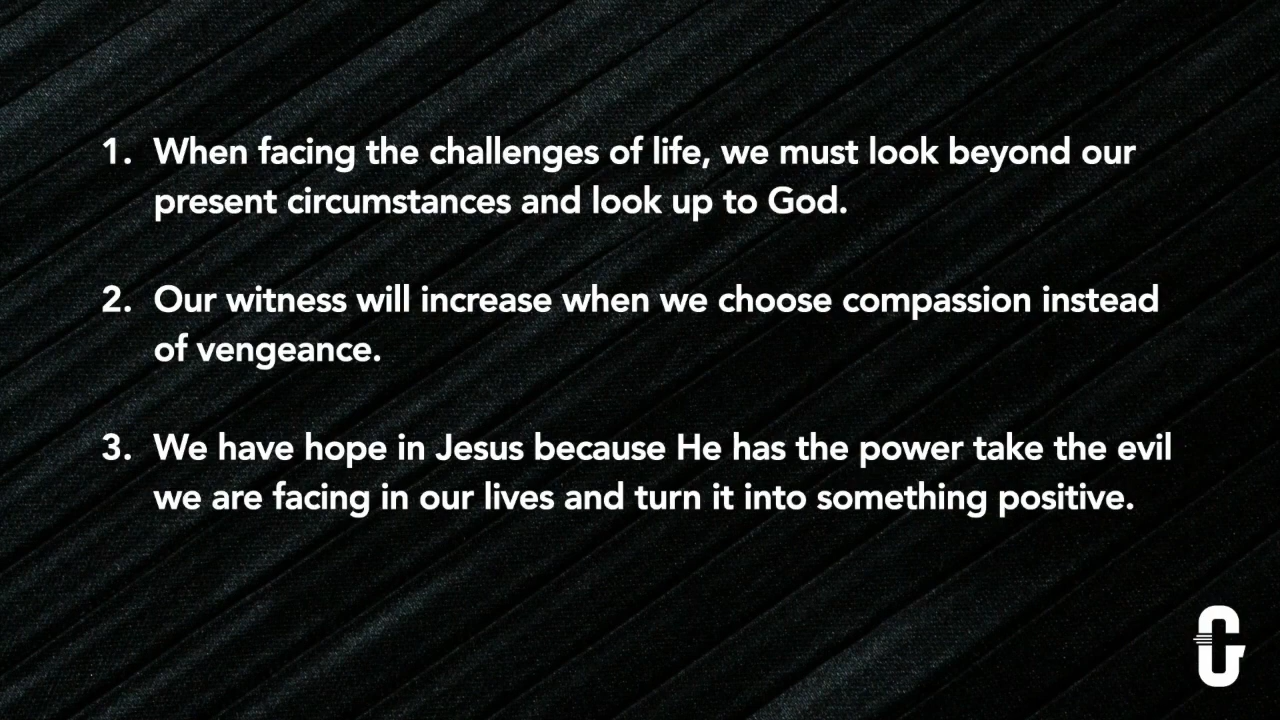 1. When facing the challenges of life, we must look beyond our
present circumstances and look up to God.
2. Our witness will increase when we choose compassion instead
of vengeance.
3. We have hope in Jesus because He has the power take the evil
we are facing in our lives and turn it into something positive.